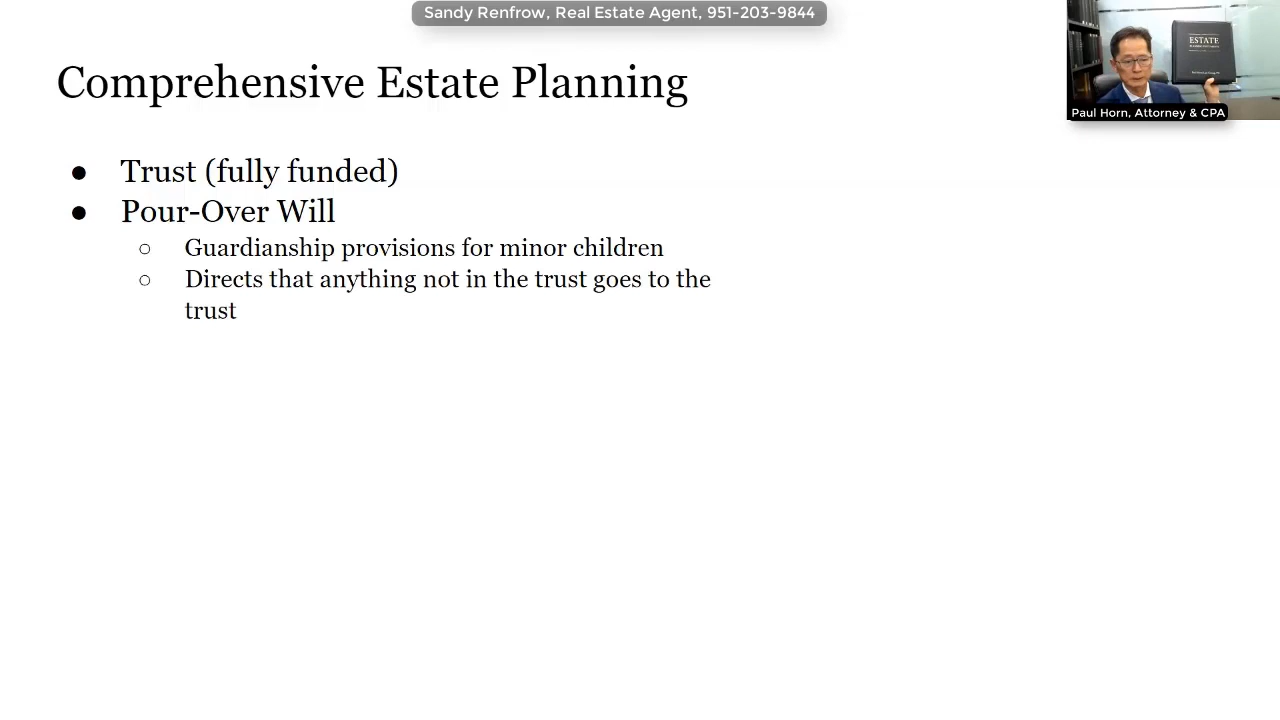 Sandy Renfrow, Real Estate Agent, 951-203-9844
Comprehensive Estate Planning
ESTATE
Paul Horn, Attorney & CPA
● Trust (fully funded)
● Pour-Over Will
○ Guardianship provisions for minor children
○ Directs that anything not in the trust goes to the
trust